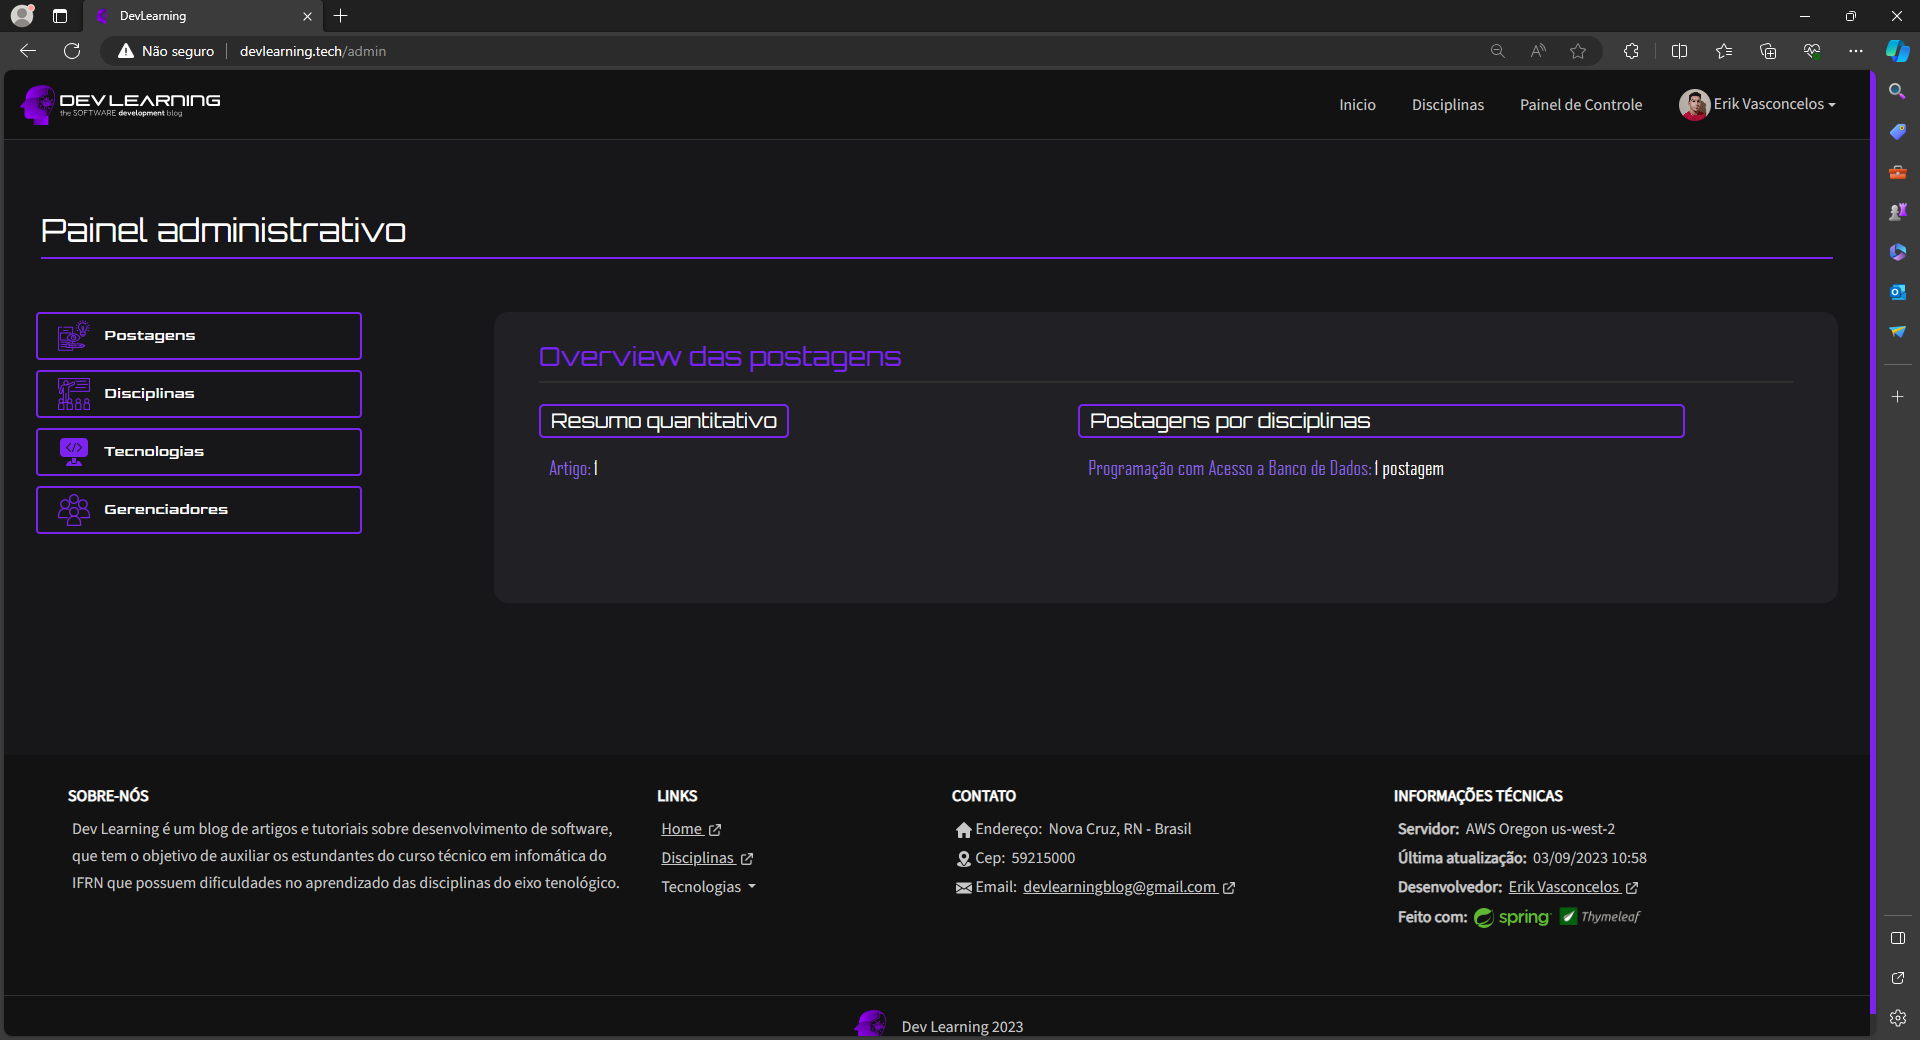 DevLearning
Não seguro
devlearning.tech/admin
DEV LEARNING
the SOFTWARE development blog
Inicio
Disciplinas
Painel de Controle
Erik Vasconcelos
Painel administrativo
Postagens
Disciplinas
Tecnologias
Gerenciadores
Overview das postagens
Resumo quantitativo
Artigo: 1
Postagens por disciplinas
Programação com Acesso a Banco de Dados: 1 postagem
SOBRE-NÓS
Dev Learning é um blog de artigos e tutoriais sobre desenvolvimento de software,
que tem o objetivo de auxiliar os estundantes do curso técnico em infomática do
IFRN que possuem dificuldades no aprendizado das disciplinas do eixo tenológico.
LINKS
Home
Disciplinas
Tecnologias
CONTATO
Endereço: Nova Cruz, RN - Brasil
Cep: 59215000
Email: devlearningblog@gmail.com
INFORMAÇÕES TÉCNICAS
Servidor: AWS Oregon us-west-2
Última atualização: 03/09/2023 10:58
Desenvolvedor: Erik Vasconcelos
Feito com: spring Thymeleaf
Dev Learning 2023